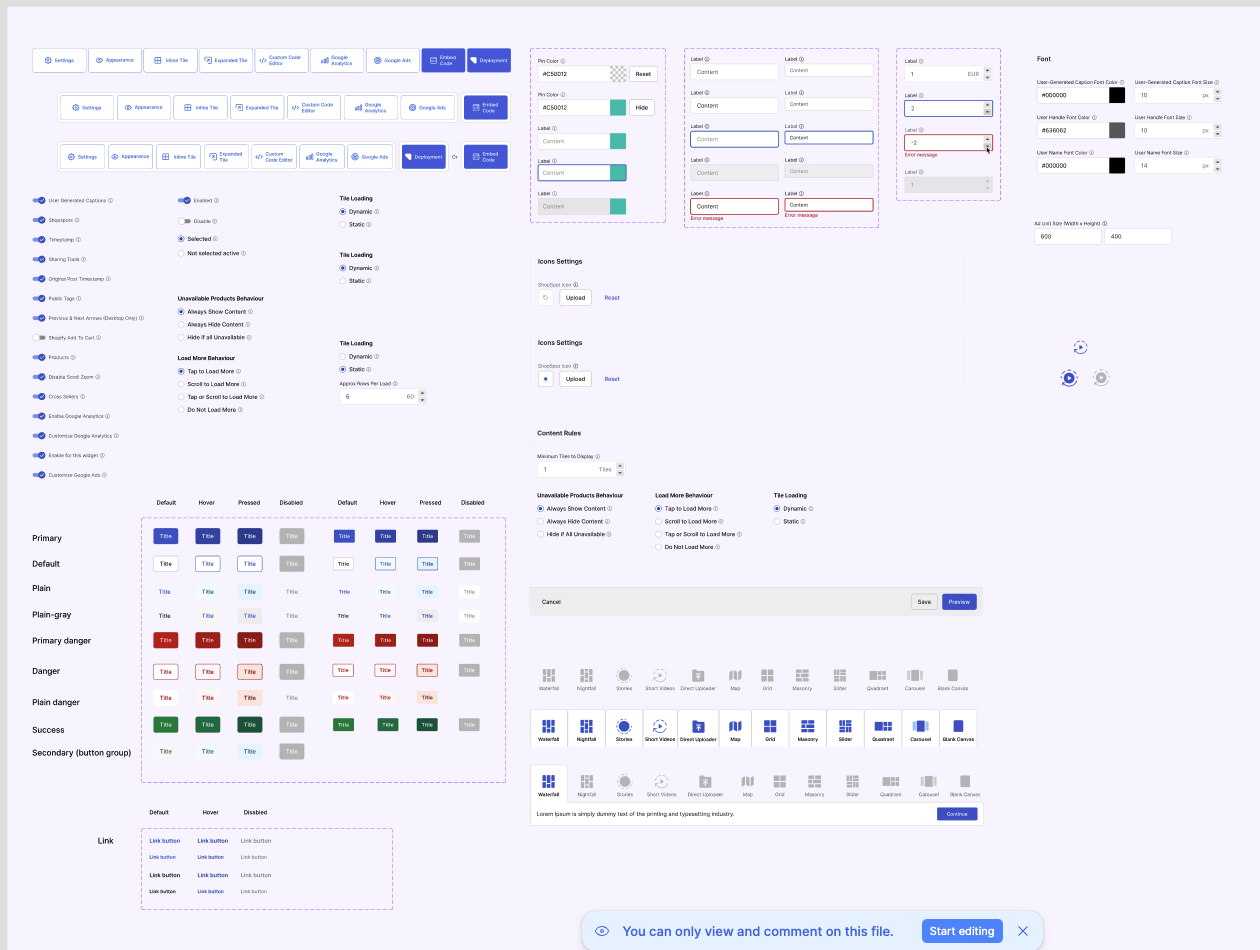 Settings
Appearance
Inline Tile
Expanded Tile
Custom Code
Editor
Google
Analytics
Google Ads
Embed
Code
Deployment
Settings
Appearance
Inline Tile
Expanded Tile
Custom Code
Editor
Google
Analytics
Google Ads
Embed
Code
Settings
Appearance
Inline Tile
Expanded
Tile
Custom
Code Editor
Google
Analytics
Google Ads
Deployment
Or
Embed
Code
User Generated Captions
Shopspots
Timestamp
Sharing Tools
Original Post Timestamp
Public Tags
Previous & Next Arrows (Desktop Only)
Shopify Add To Cart
Products
Disable Scroll Zoom
Cross Sellers
Enable Google Analytics
Customize Google Analytics
Enable for this widget
Customize Google Ads
Enabled
Disable
Selected
Not selected active
Unavailable Products Behaviour
Always Show Content
Always Hide Content
Hide if all Unavailable
Load More Behaviour
Tap to Load More
Scroll to Load More
Tap or Scroll to Load More
Do Not Load More
Tile Loading
Dynamic
Static
Tile Loading
Dynamic
Static
Tile Loading
Dynamic
Static
Approx Rows Per Load
6 60
Pin Color
#C50012 Reset
Pin Color
#C50012 Hide
Label
Content
Label
Content
Label
Content
Label Label
Content Content
Label Label
Content Content
Label Label
Content Content
Label Label
Content Content
Label Label
Content Content
Error message Error message
Label
1 EUR
Label
2
Label
-2
Error message
Label
1
Font
User-Generated Caption Font Color User-Generated Caption Font Size
#000000 10 px
User Handle Font Color User Handle Font Size
#636062 10 px
User Name Font Color User Name Font Size
#000000 14 px
Ad Unit Size (Width x Height)
600 400
Icons Settings
ShopSpot Icon
Upload Reset
Icons Settings
ShopSpot Icon
Upload Reset
Content Rules
Minimum Tiles to Display
1 Tiles
Unavailable Products Behaviour
Always Show Content
Always Hide Content
Hide if All Unavailable
Load More Behaviour
Tap to Load More
Scroll to Load More
Tap or Scroll to Load More
Do Not Load More
Tile Loading
Dynamic
Static
Default Hover Pressed Disabled Default Hover Pressed Disabled
Primary Title Title Title Title Title Title Title Title
Default Title Title Title Title Title Title Title Title
Plain Title Title Title Title Title Title Title Title
Plain-gray Title Title Title Title Title Title Title Title
Primary danger Title Title Title Title Title Title Title Title
Danger Title Title Title Title Title Title Title Title
Plain danger Title Title Title Title Title Title Title
Success Title Title Title Title Title Title Title Title
Secondary (button group) Title Title Title Title
Cancel Save Preview
Waterfall Nightfall Stories Short Videos Direct Uploader Map Grid Masonry Slider Quadrant Carousel Blank Canvas
Waterfall Nightfall Stories Short Videos Direct Uploader Map Grid Masonry Slider Quadrant Carousel Blank Canvas
Waterfall Nightfall Stories Short Videos Direct Uploader Map Grid Masonry Slider Quadrant Carousel Blank Canvas
Lorem Ipsum is simply dummy text of the printing and typesetting industry. Continue
Default Hover Disabled
Link
Link button Link button Link button
Link button Link button Link button
Link button Link button Link button
Link button Link button Link button
You can only view and comment on this file. Start editing